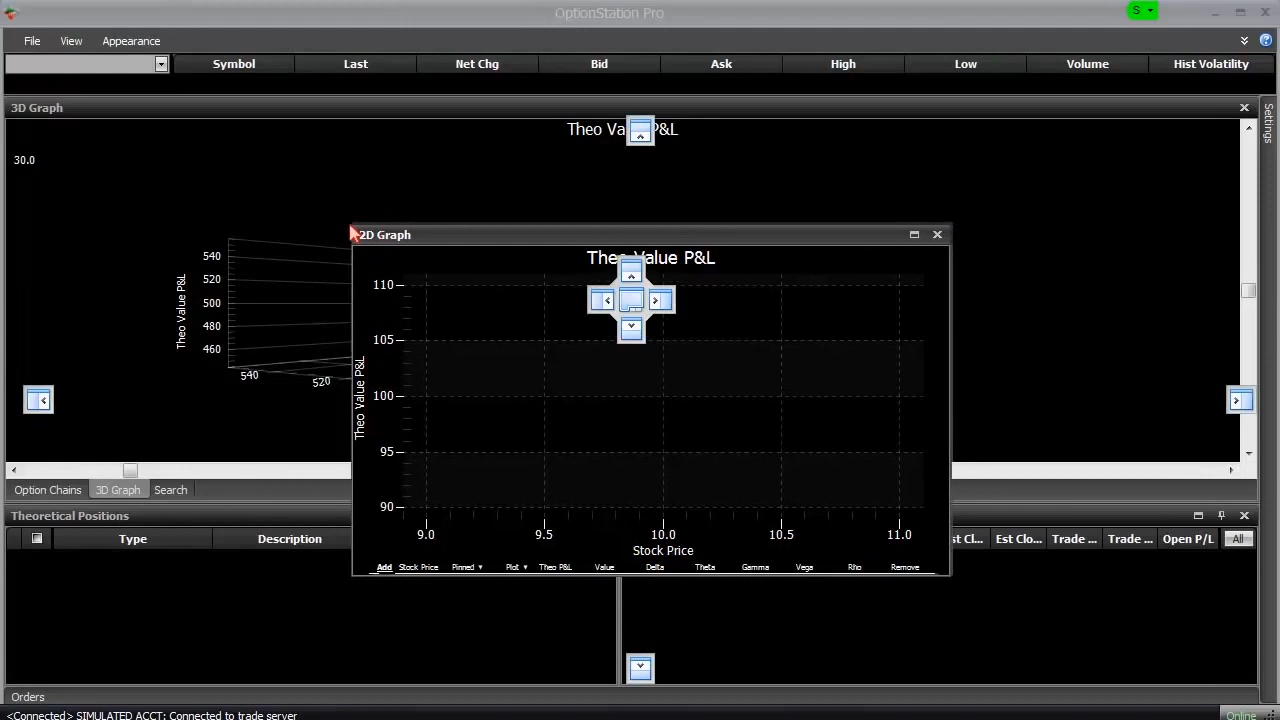 OptionStation Pro
S
File View Appearance
Symbol Last Net Chg Bid Ask High Low Volume Hist Volatility
3D Graph
Settings
Theo Va P&L
30.0
540
520
500
480
460
Theo Value P&L
540
520
2D Graph
Theo Value P&L
110
105
100
95
90
Theo Value P&L
9.0 9.5 10.0 10.5 11.0
Stock Price
Add Stock Price Pinned Plot Theo P&L Value Delta Theta Gamma Vega Rho Remove
Option Chains 3D Graph Search
Theoretical Positions
Type Description st Cl... Est Clo... Trade ... Trade ... Open P/L All
Orders
<Connected> SIMULATED ACCT: Connected to trade server
Online